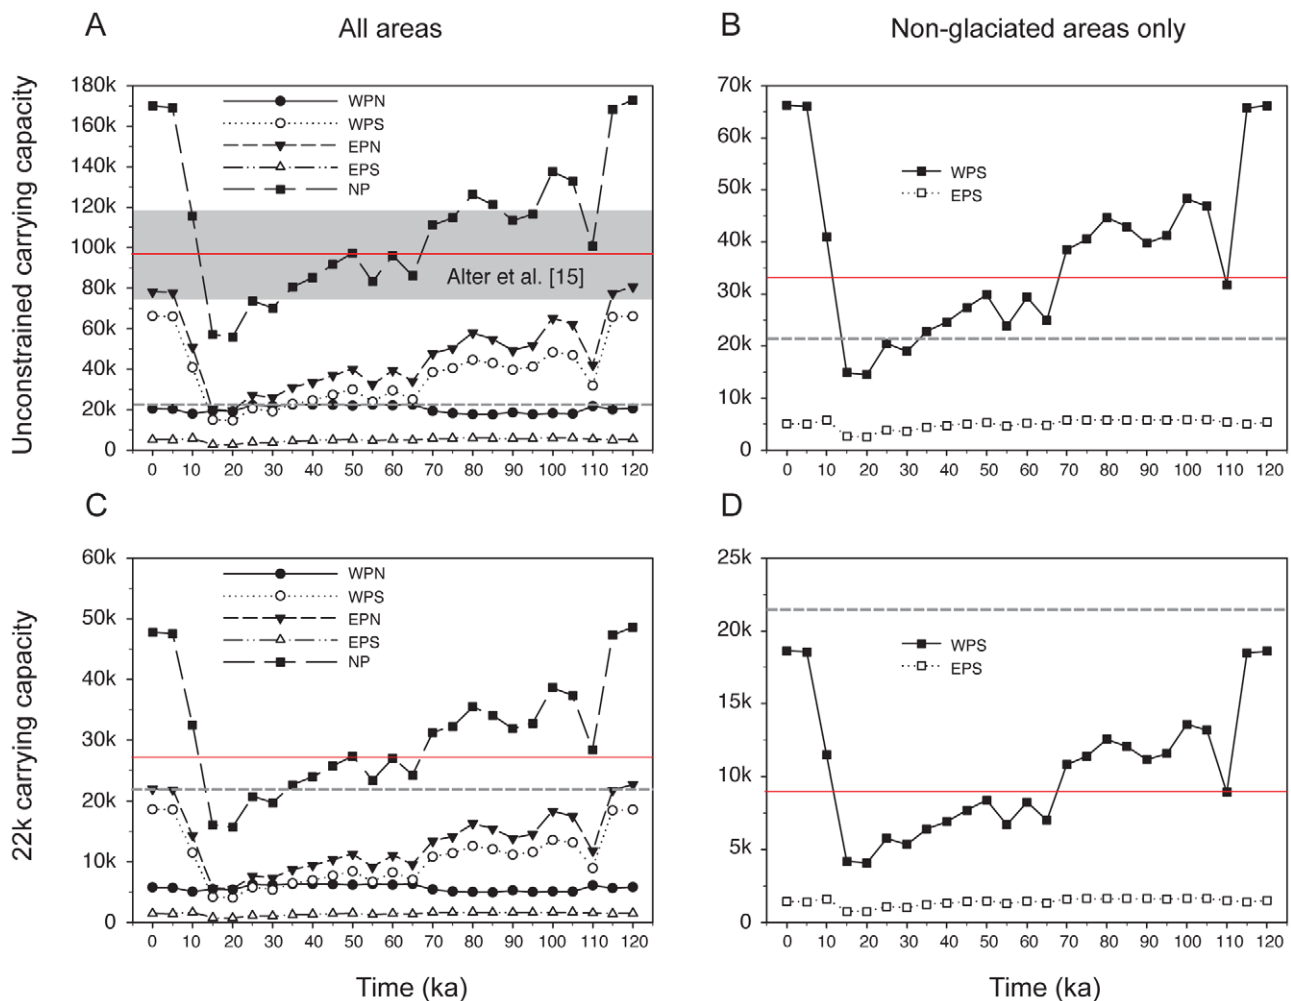 A
All areas
B
Non-glaciated areas only
Unconstrained carrying capacity
180k
160k
140k
120k
100k
80k
60k
40k
20k
0
WPN
WPS
EPN
EPS
NP
Alter et al. [15]
0 10 20 30 40 50 60 70 80 90 100 110 120
70k
60k
50k
40k
30k
20k
10k
0
WPS
EPS
0 10 20 30 40 50 60 70 80 90 100 110 120
C
D
22k carrying capacity
60k
50k
40k
30k
20k
10k
0
WPN
WPS
EPN
EPS
NP
0 10 20 30 40 50 60 70 80 90 100 110 120
Time (ka)
25k
20k
15k
10k
5k
0
WPS
EPS
0 10 20 30 40 50 60 70 80 90 100 110 120
Time (ka)